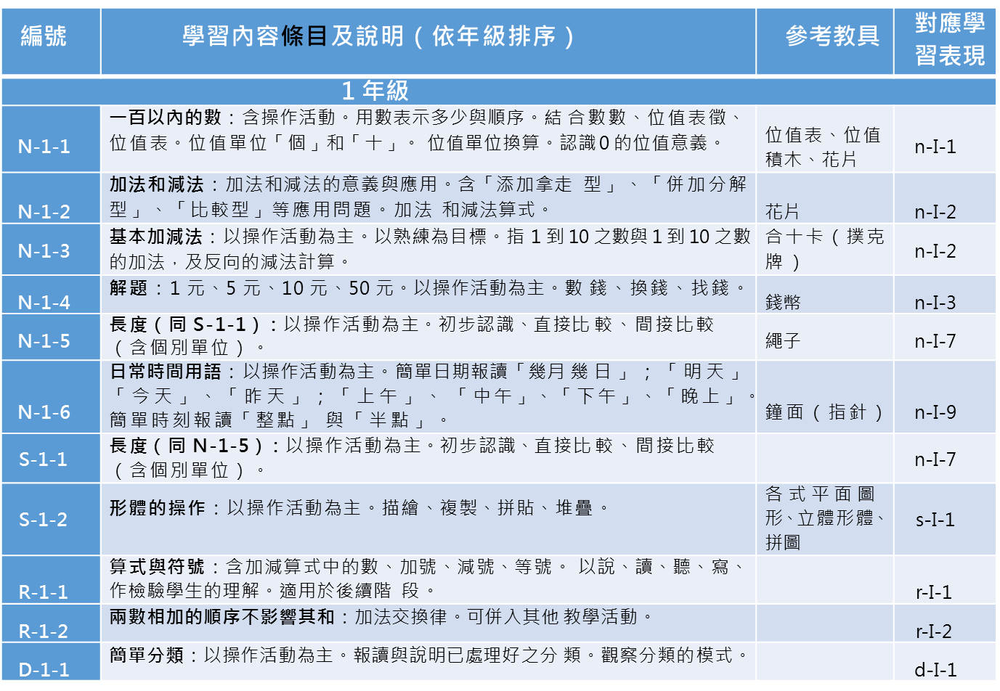 編號
學習內容條目及說明（依年級排序）
參考教具
對應學
習表現
1 年級
N-1-1
一百以內的數：含操作活動。用數表示多少與順序。結 合數數、位值表徵、
位值表。位值單位「個」和「十」。 位值單位換算。認識0 的位值意義。
位值表、位值
積木、花片
n-I-1
N-1-2
加法和減法：加法和減法的意義與應用。含「添加拿走 型」、「併加分解
型」、「比較型」等應用問題。加法 和減法算式。
花片
n-I-2
N-1-3
基本加減法：以操作活動為主。以熟練為目標。指 1 到 10 之數與 1 到 10 之數
的加法，及反向的減法計算。
合十卡（撲克
牌）
n-I-2
N-1-4
解題：1 元、5 元、10 元、50 元。以操作活動為主。數 錢、換錢、找錢。
錢幣
n-I-3
N-1-5
長度（同 S-1-1）：以操作活動為主。初步認識、直接比 較、間接比較
（含個別單位）。
繩子
n-I-7
N-1-6
日常時間用語：以操作活動為主。簡單日期報讀「幾月 幾日」；「明天」
「今天」、「昨天」；「上午」、「中午」、「下午」、「晚上」。
簡單時刻報讀「整點」 與「半點」。
鐘面（指針）
n-I-9
S-1-1
長度（同 N-1-5）：以操作活動為主。初步認識、直接比 較、間接比較
（含個別單位）。
n-I-7
S-1-2
形體的操作：以操作活動為主。描繪、複製、拼貼、堆疊。
各式平面圖
形、立體形體、
拼圖
s-I-1
R-1-1
算式與符號：含加減算式中的數、加號、減號、等號。 以說、讀、聽、寫、
作檢驗學生的理解。適用於後續階 段。
r-I-1
R-1-2
兩數相加的順序不影響其和：加法交換律。可併入其他 教學活動。
r-I-2
D-1-1
簡單分類：以操作活動為主。報讀與說明已處理好之分 類。觀察分類的模式。
d-I-1